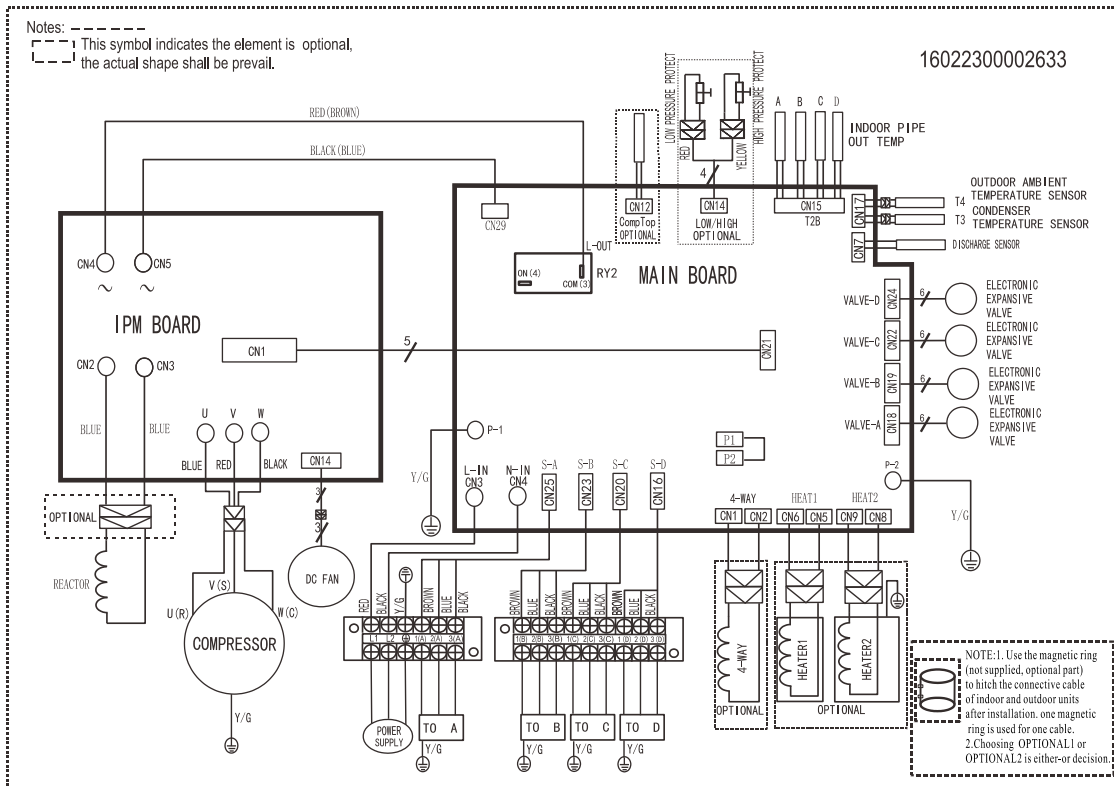 Notes:
This symbol indicates the element is optional,
the actual shape shall be prevail.
16022300002633
RED(BROWN)
BLACK(BLUE)
LOW PRESSURE PROTECT
HIGH PRESSURE PROTECT
RED
YELLOW
4
A B C D
INDOOR PIPE
OUT TEMP
CN12
CompTop
OPTIONAL
CN14
LOW/HIGH
OPTIONAL
CN15
T2B
CN17
T4
OUTDOOR AMBIENT
TEMPERATURE SENSOR
T3
CONDENSER
TEMPERATURE SENSOR
CN7
DISCHARGE SENSOR
CN29
L-OUT
ON(4)
COM(3)
RY2
MAIN BOARD
CN4
CN5
IPM BOARD
CN1
5
CN21
CN2
CN3
VALVE-D
CN24
6
ELECTRONIC
EXPANSIVE
VALVE
VALVE-C
CN22
6
ELECTRONIC
EXPANSIVE
VALVE
VALVE-B
CN19
6
ELECTRONIC
EXPANSIVE
VALVE
VALVE-A
CN18
6
ELECTRONIC
EXPANSIVE
VALVE
U V W
BLUE
BLUE
BLUE
RED
BLACK
CN14
3
3
DC FAN
P-1
Y/G
P1
P2
P-2
Y/G
L-IN
CN3
N-IN
CN4
S-A
CN25
S-B
CN23
S-C
CN20
S-D
CN16
4-WAY
CN1 CN2
HEAT1
CN6 CN5
HEAT2
CN9 CN8
OPTIONAL
REACTOR
V(S)
U(R)
W(C)
COMPRESSOR
Y/G
RED
BLACK
Y/G
BROWN
BLUE
BLACK
L1 L2 1(A) 2(A) 3(A)
BROWN
BLUE
BLACK
BROWN
BLUE
BLACK
BROWN
BLUE
BLACK
1(B) 2(B) 3(B) 1(C) 2(C) 3(C) 1(D) 2(D) 3(D)
POWER
SUPPLY
TO A
Y/G
TO B
Y/G
TO C
Y/G
TO D
Y/G
4-WAY
OPTIONAL
HEATER1
HEATER2
OPTIONAL
NOTE:1. Use the magnetic ring
(not supplied, optional part)
to hitch the connective cable
of indoor and outdoor units
after installation. one magnetic
ring is used for one cable.
2.Choosing OPTIONAL1 or
OPTIONAL2 is either-or decision.